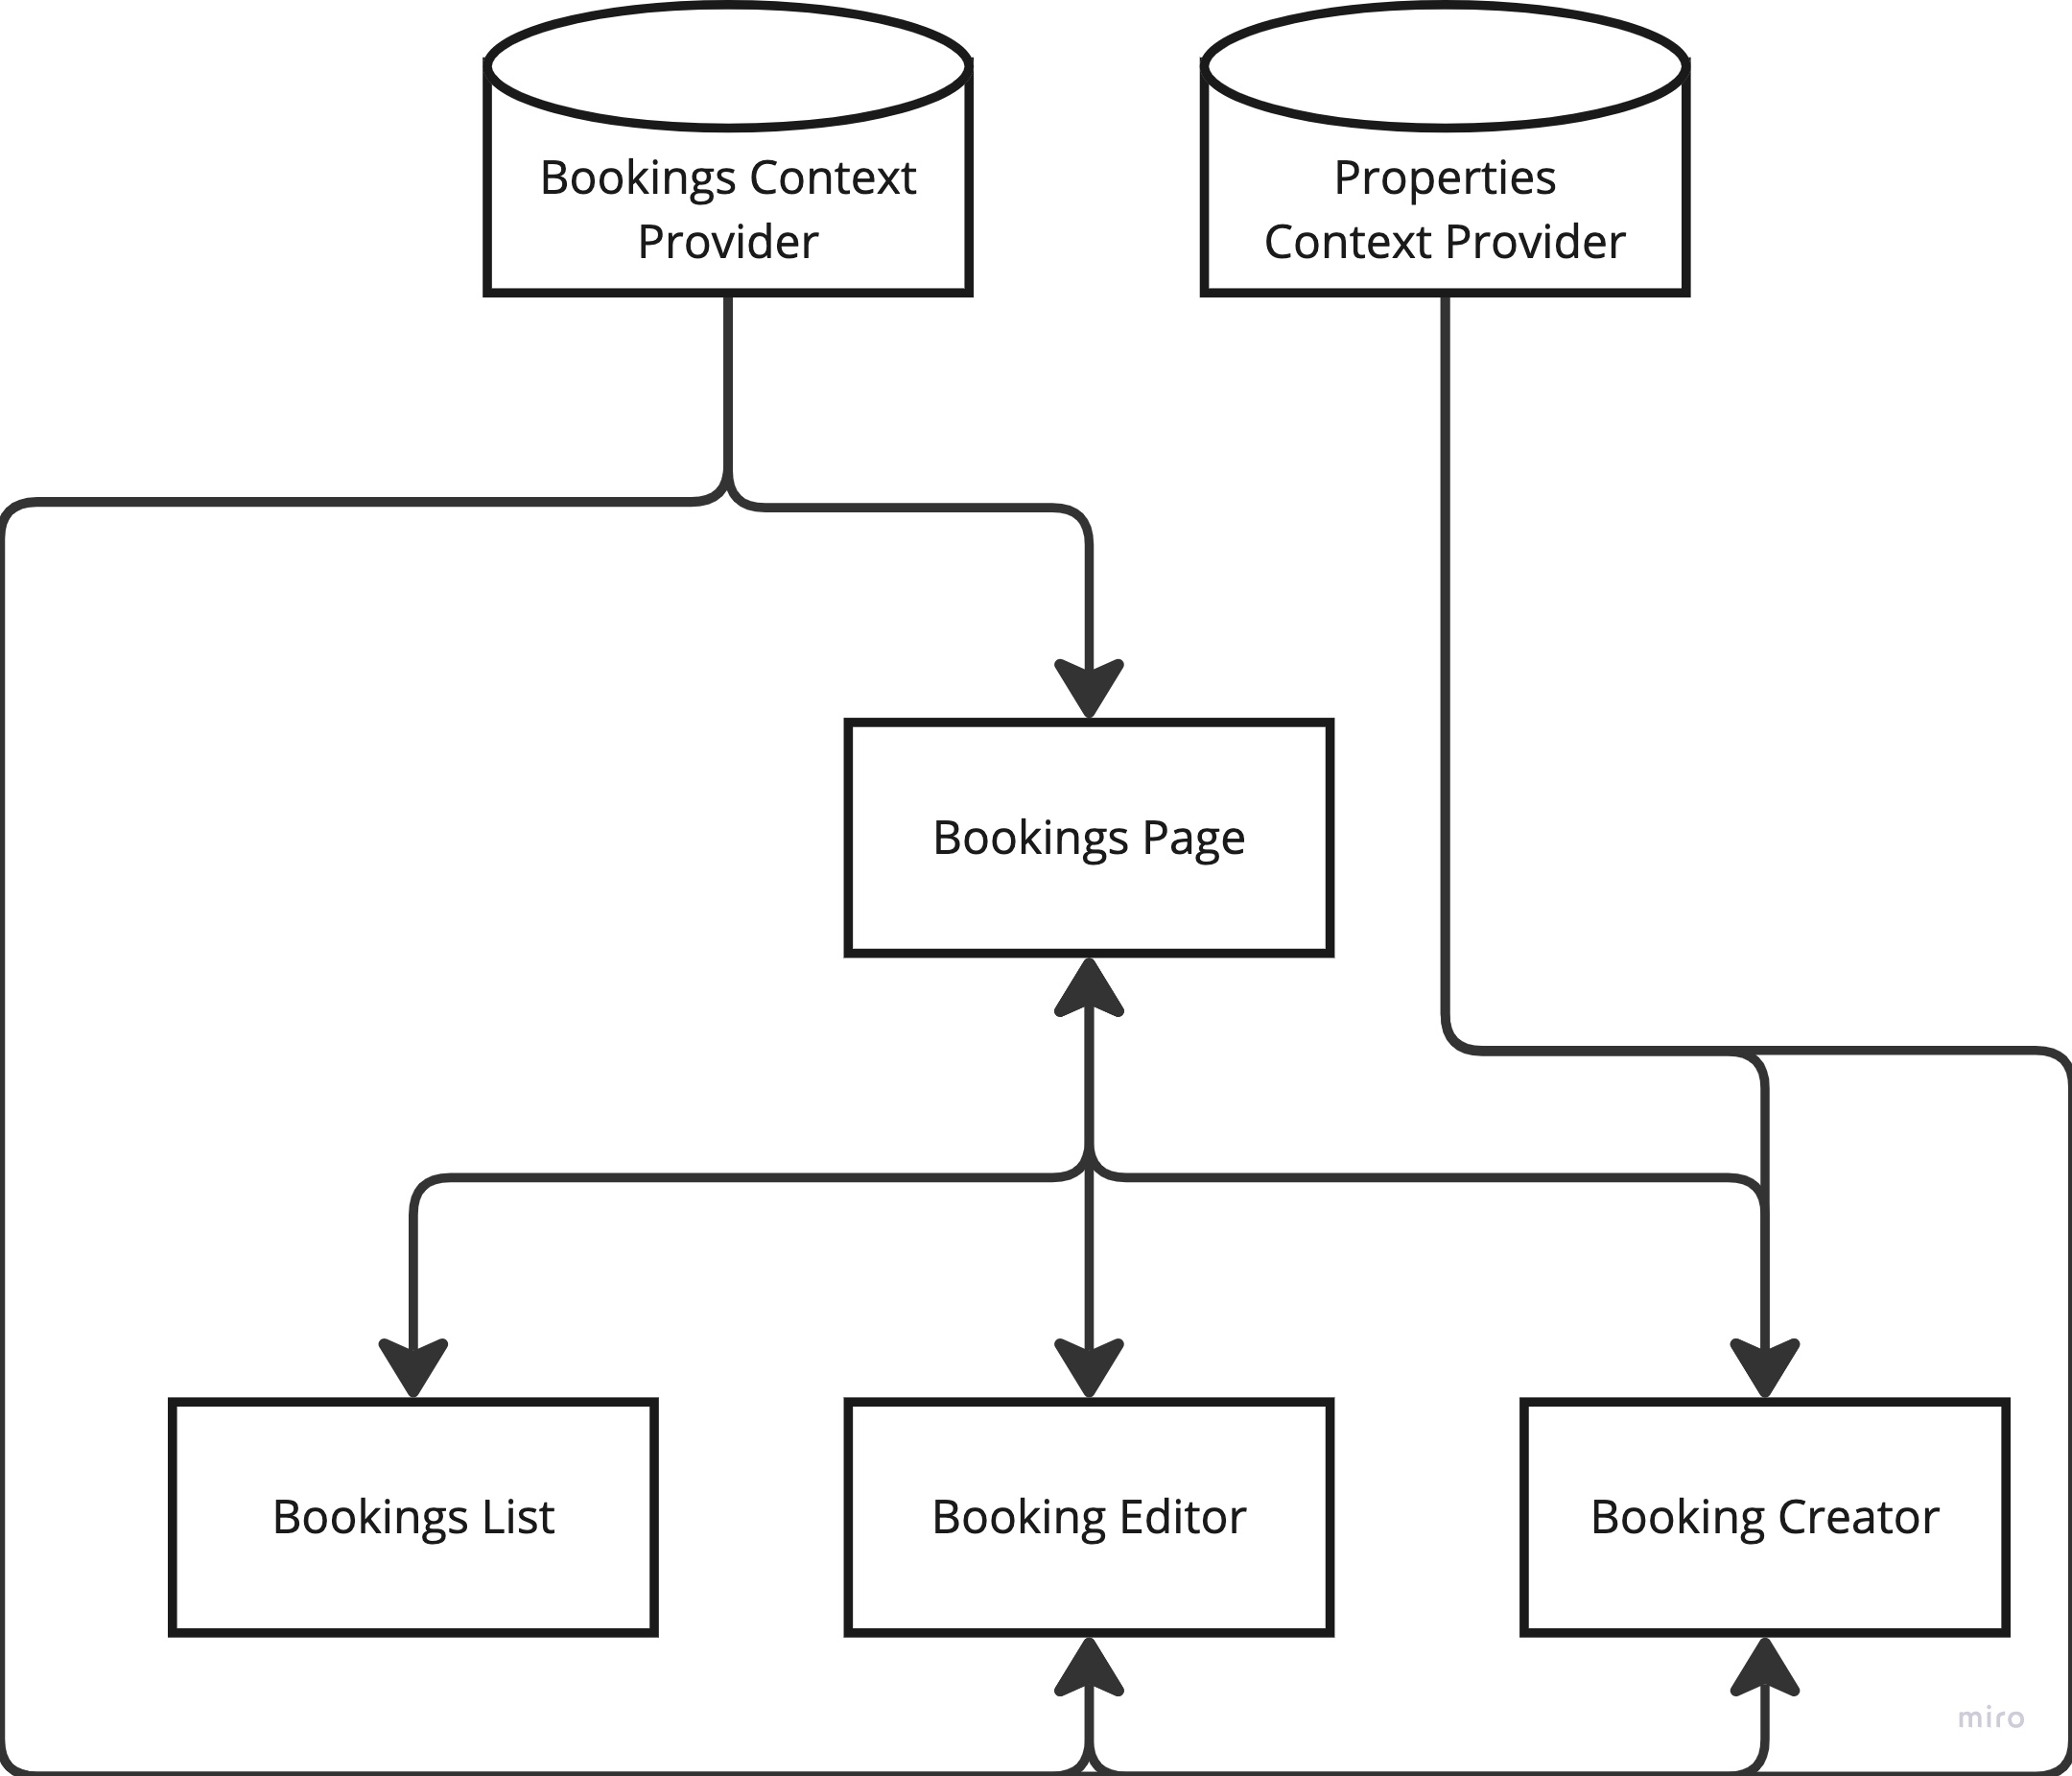 Bookings Context
Provider
Properties
Context Provider
Bookings Page
Bookings List
Booking Editor
Booking Creator
miro